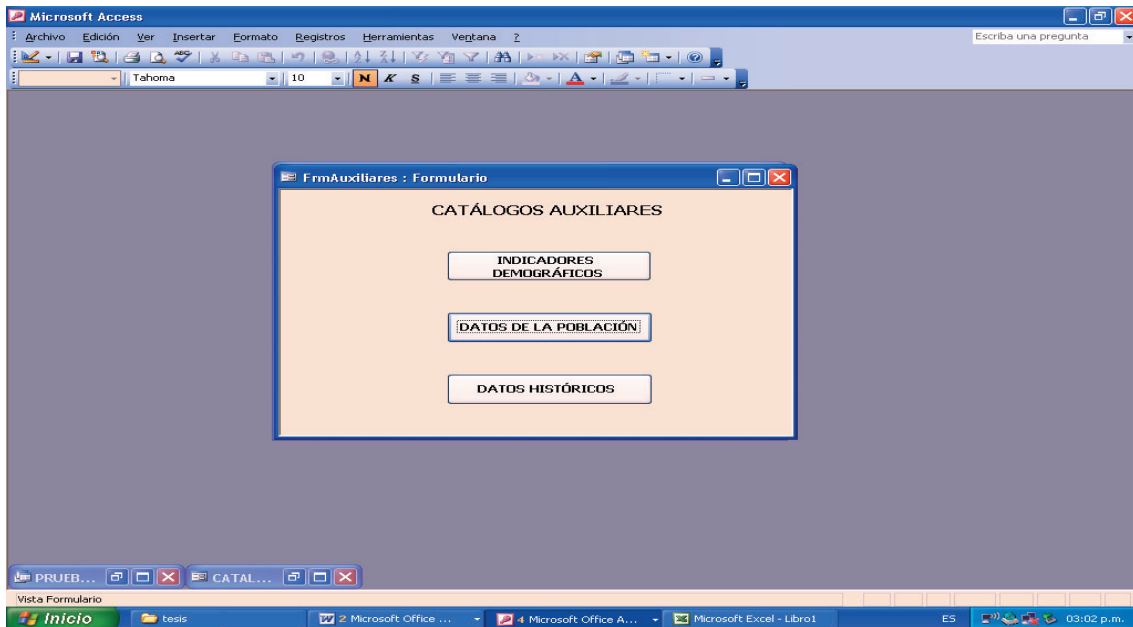 Microsoft Access
Archivo Edición Ver Insertar Formato Registros Herramientas Ventana ? Escriba una pregunta
Tahoma 10 N K S
FrmAuxiliares : Formulario
CATÁLOGOS AUXILIARES
INDICADORES
DEMOGRÁFICOS
DATOS DE LA POBLACIÓN
DATOS HISTÓRICOS
PRUEB... CATAL...
Vista Formulario
Inicio tesis 2 Microsoft Office ... 4 Microsoft Office A... Microsoft Excel - Libro1 ES 03:02 p.m.